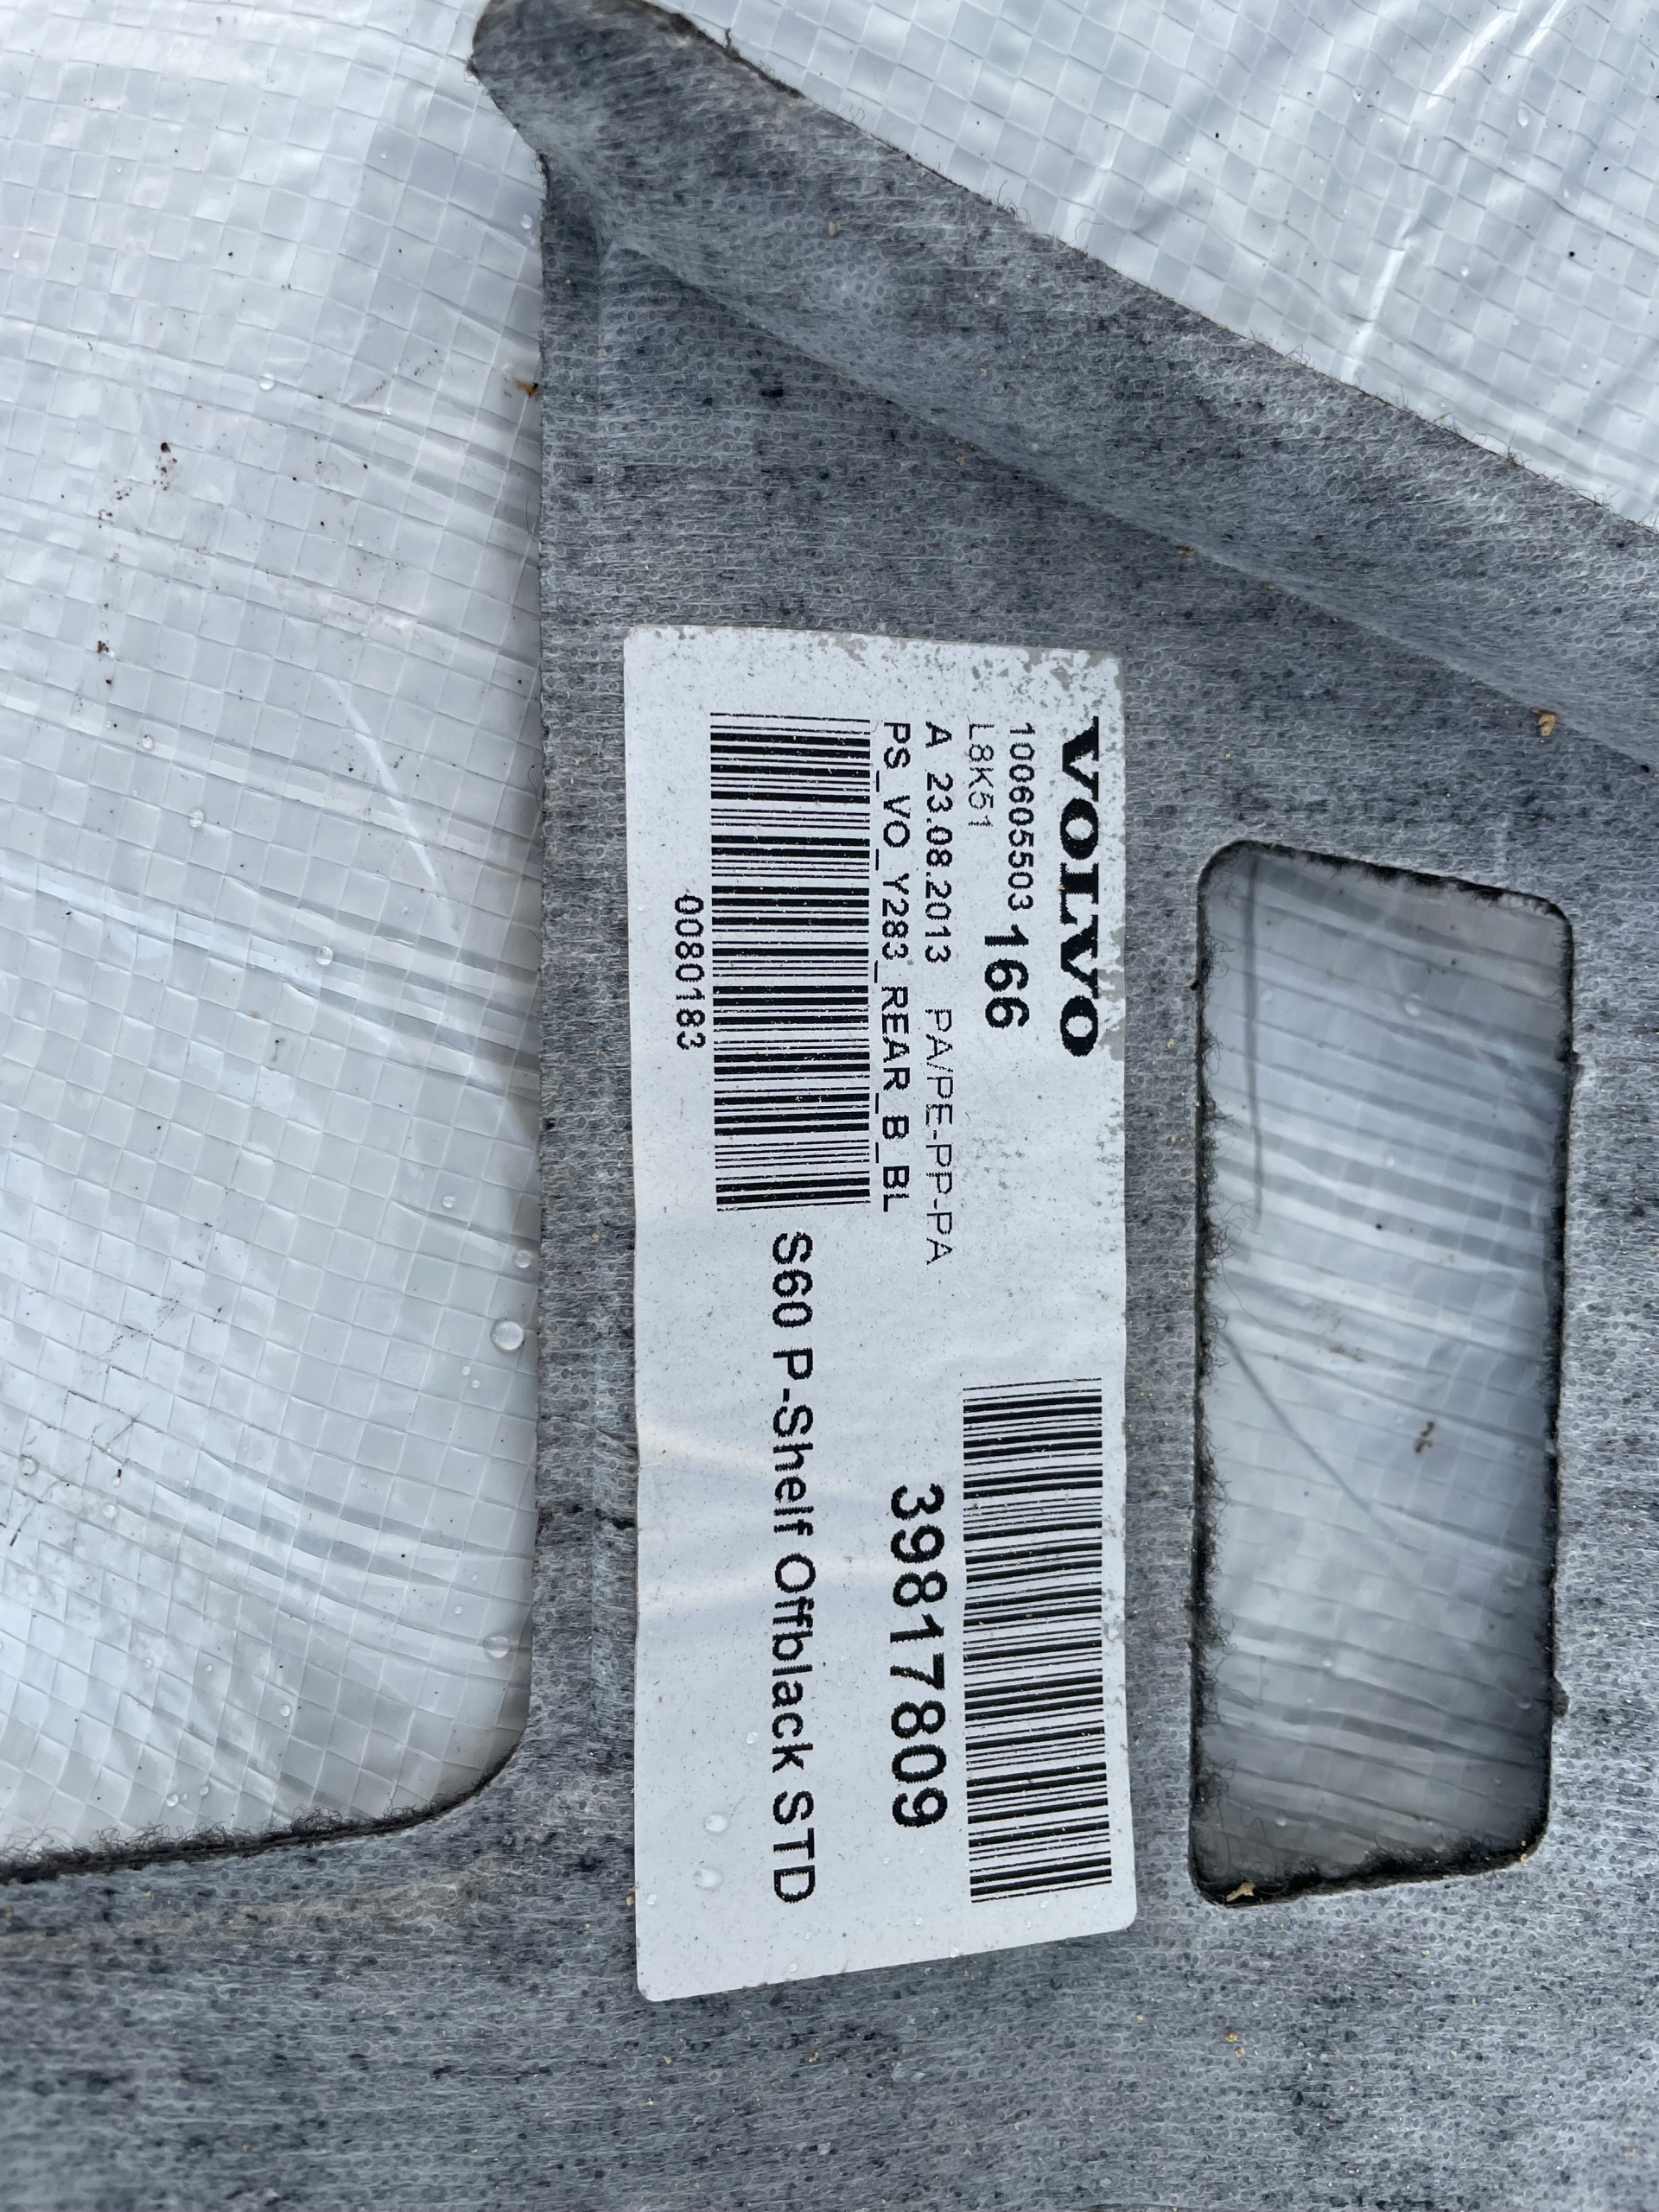 VOLVO
100605503 166
L8K51
A 23.08.2013 PA/PE-PP-PA
PS_VO_Y283_REAR_B_BL
0080183
39817809
S60 P-Shelf Offblack STD